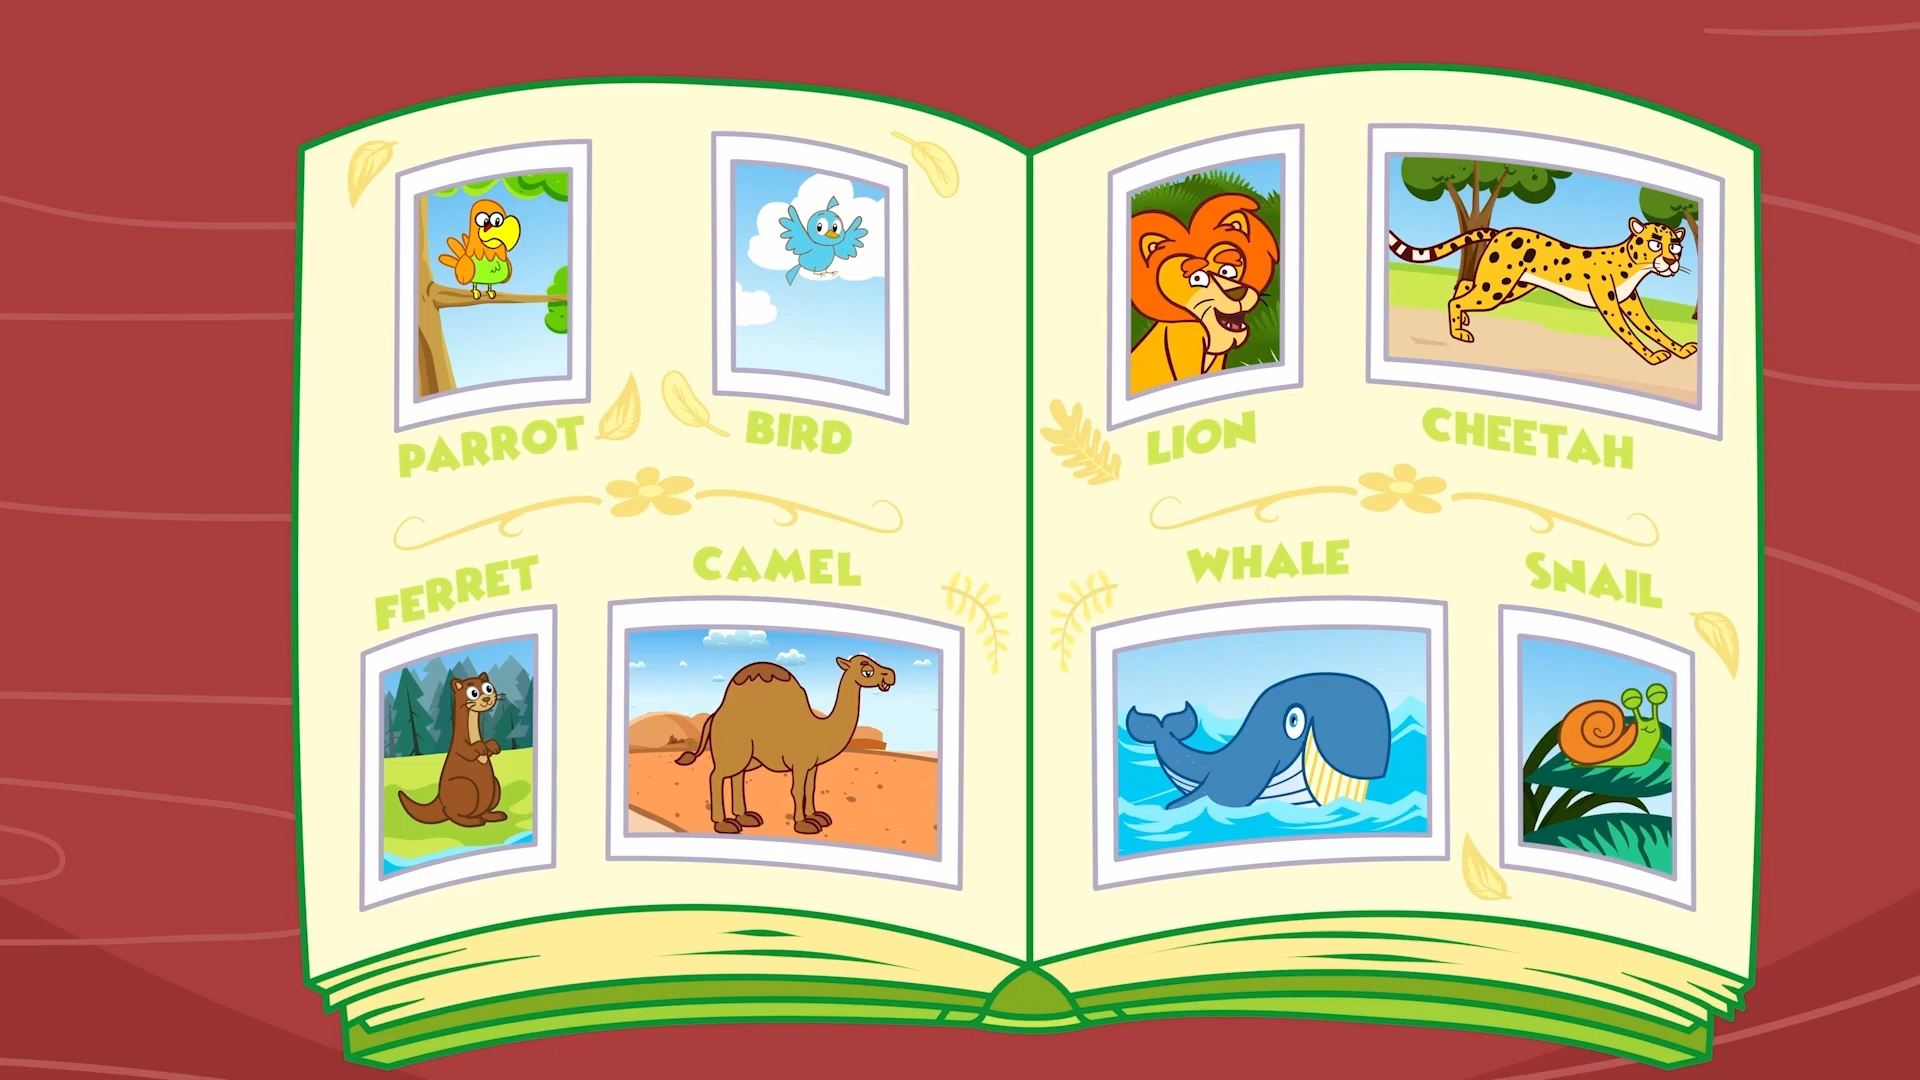 PARROT
BIRD
FERRET
CAMEL
LION
CHEETAH
WHALE
SNAIL